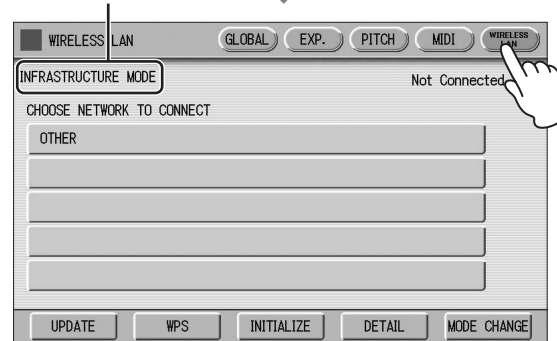 WIRELESS LAN GLOBAL EXP. PITCH MIDI WIRELESS LAN
INFRASTRUCTURE MODE Not Connected
CHOOSE NETWORK TO CONNECT
OTHER
UPDATE WPS INITIALIZE DETAIL MODE CHANGE